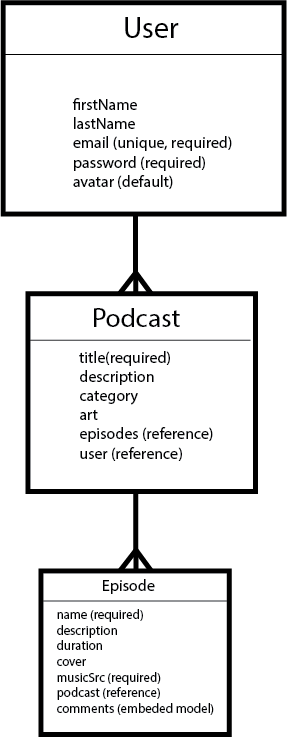 User
firstName
lastName
email (unique, required)
password (required)
avatar (default)
Podcast
title(required)
description
category
art
episodes (reference)
user (reference)
Episode
name (required)
description
duration
cover
musicSrc (required)
podcast (reference)
comments (embeded model)